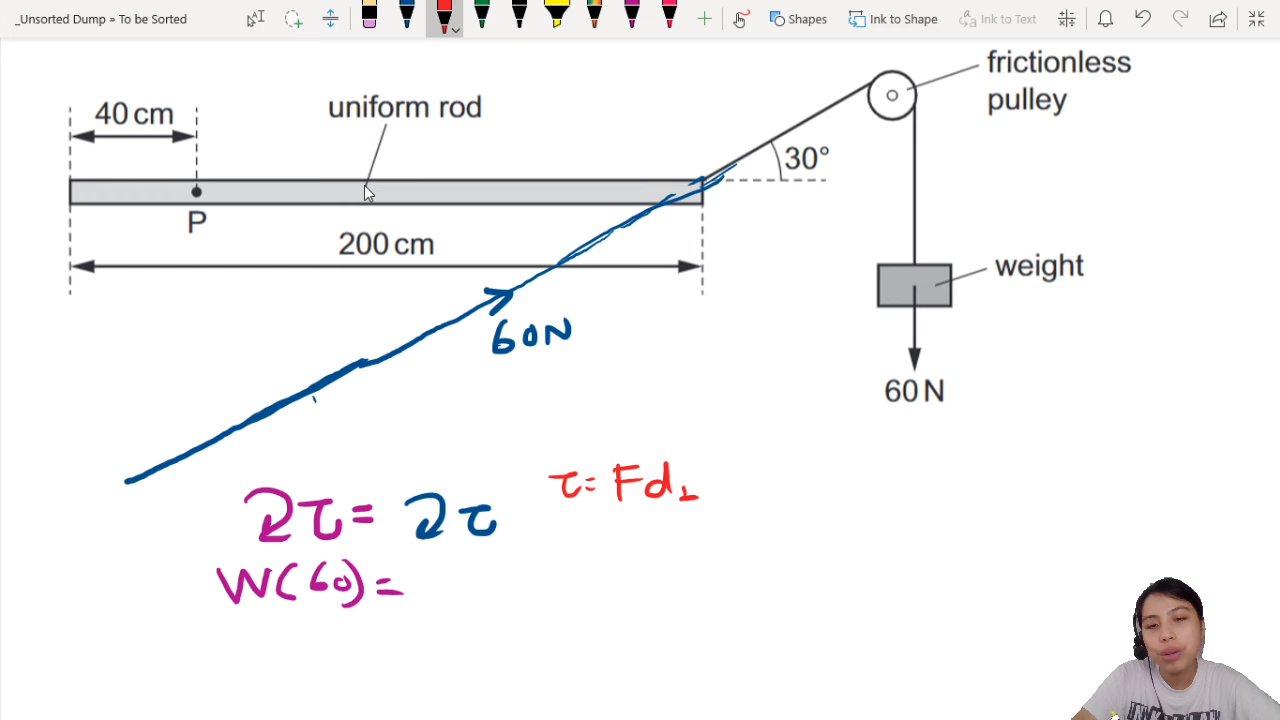 _Unsorted Dump » To be Sorted
Shapes
Ink to Shape
Ink to Text
frictionless
pulley
40 cm
uniform rod
30°
P
200 cm
weight
60N
60 N
τ = Fd⊥
τ = τ
W(60) =